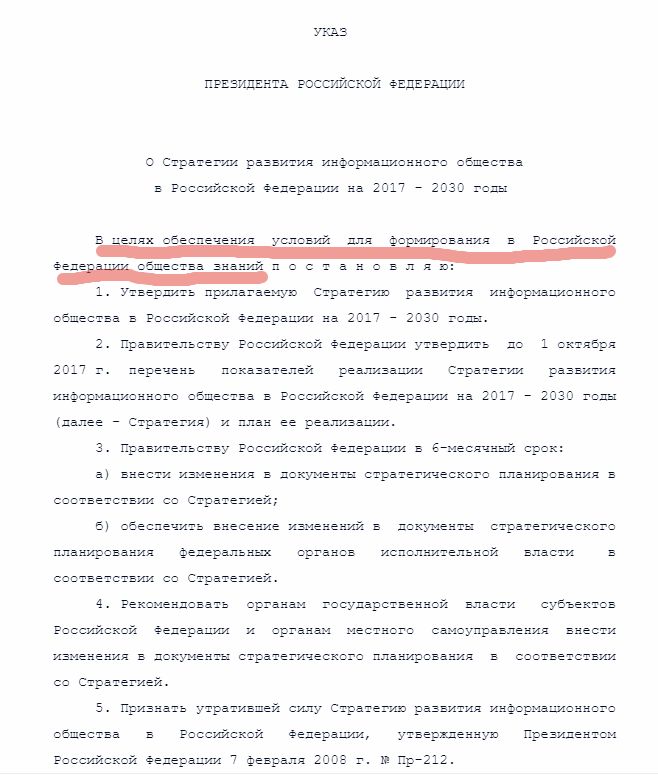 УКАЗ
ПРЕЗИДЕНТА РОССИЙСКОЙ ФЕДЕРАЦИИ
О Стратегии развития информационного общества
в Российской Федерации на 2017 - 2030 годы
В целях обеспечения условий для формирования в Российской
Федерации общества знаний п о с т а н о в л я ю:
1. Утвердить прилагаемую Стратегию развития информационного
общества в Российской Федерации на 2017 - 2030 годы.
2. Правительству Российской Федерации утвердить до 1 октября
2017 г. перечень показателей реализации Стратегии развития
информационного общества в Российской Федерации на 2017 - 2030 годы
(далее - Стратегия) и план ее реализации.
3. Правительству Российской Федерации в 6-месячный срок:
а) внести изменения в документы стратегического планирования в
соответствии со Стратегией;
б) обеспечить внесение изменений в документы стратегического
планирования федеральных органов исполнительной власти в
соответствии со Стратегией.
4. Рекомендовать органам государственной власти субъектов
Российской Федерации и органам местного самоуправления внести
изменения в документы стратегического планирования в соответствии
со Стратегией.
5. Признать утратившей силу Стратегию развития информационного
общества в Российской Федерации, утвержденную Президентом
Российской Федерации 7 февраля 2008 г. № Пр-212.